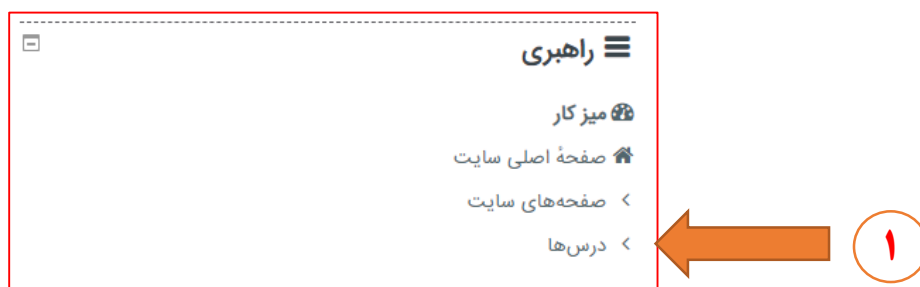 راهبری
میز کار
صفحهٔ اصلی سایت
صفحه‌های سایت
درس‌ها
۱